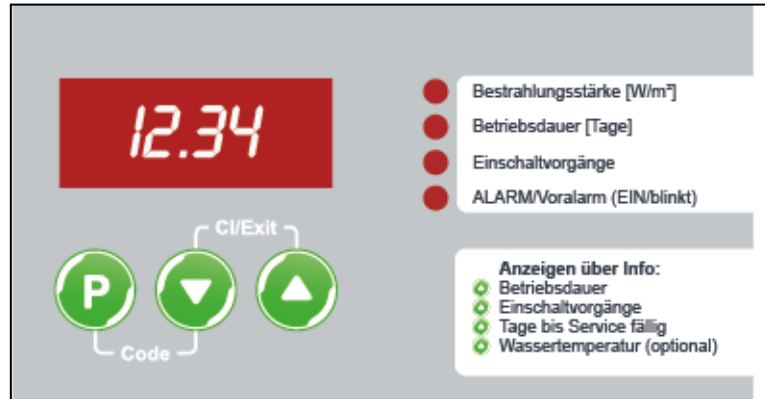 12.34
Bestrahlungsstärke [W/m²]
Betriebsdauer [Tage]
Einschaltvorgänge
ALARM/Voralarm (EIN/blinkt)
CI/Exit
P
Code
Anzeigen über Info:
Betriebsdauer
Einschaltvorgänge
Tage bis Service fällig
Wassertemperatur (optional)